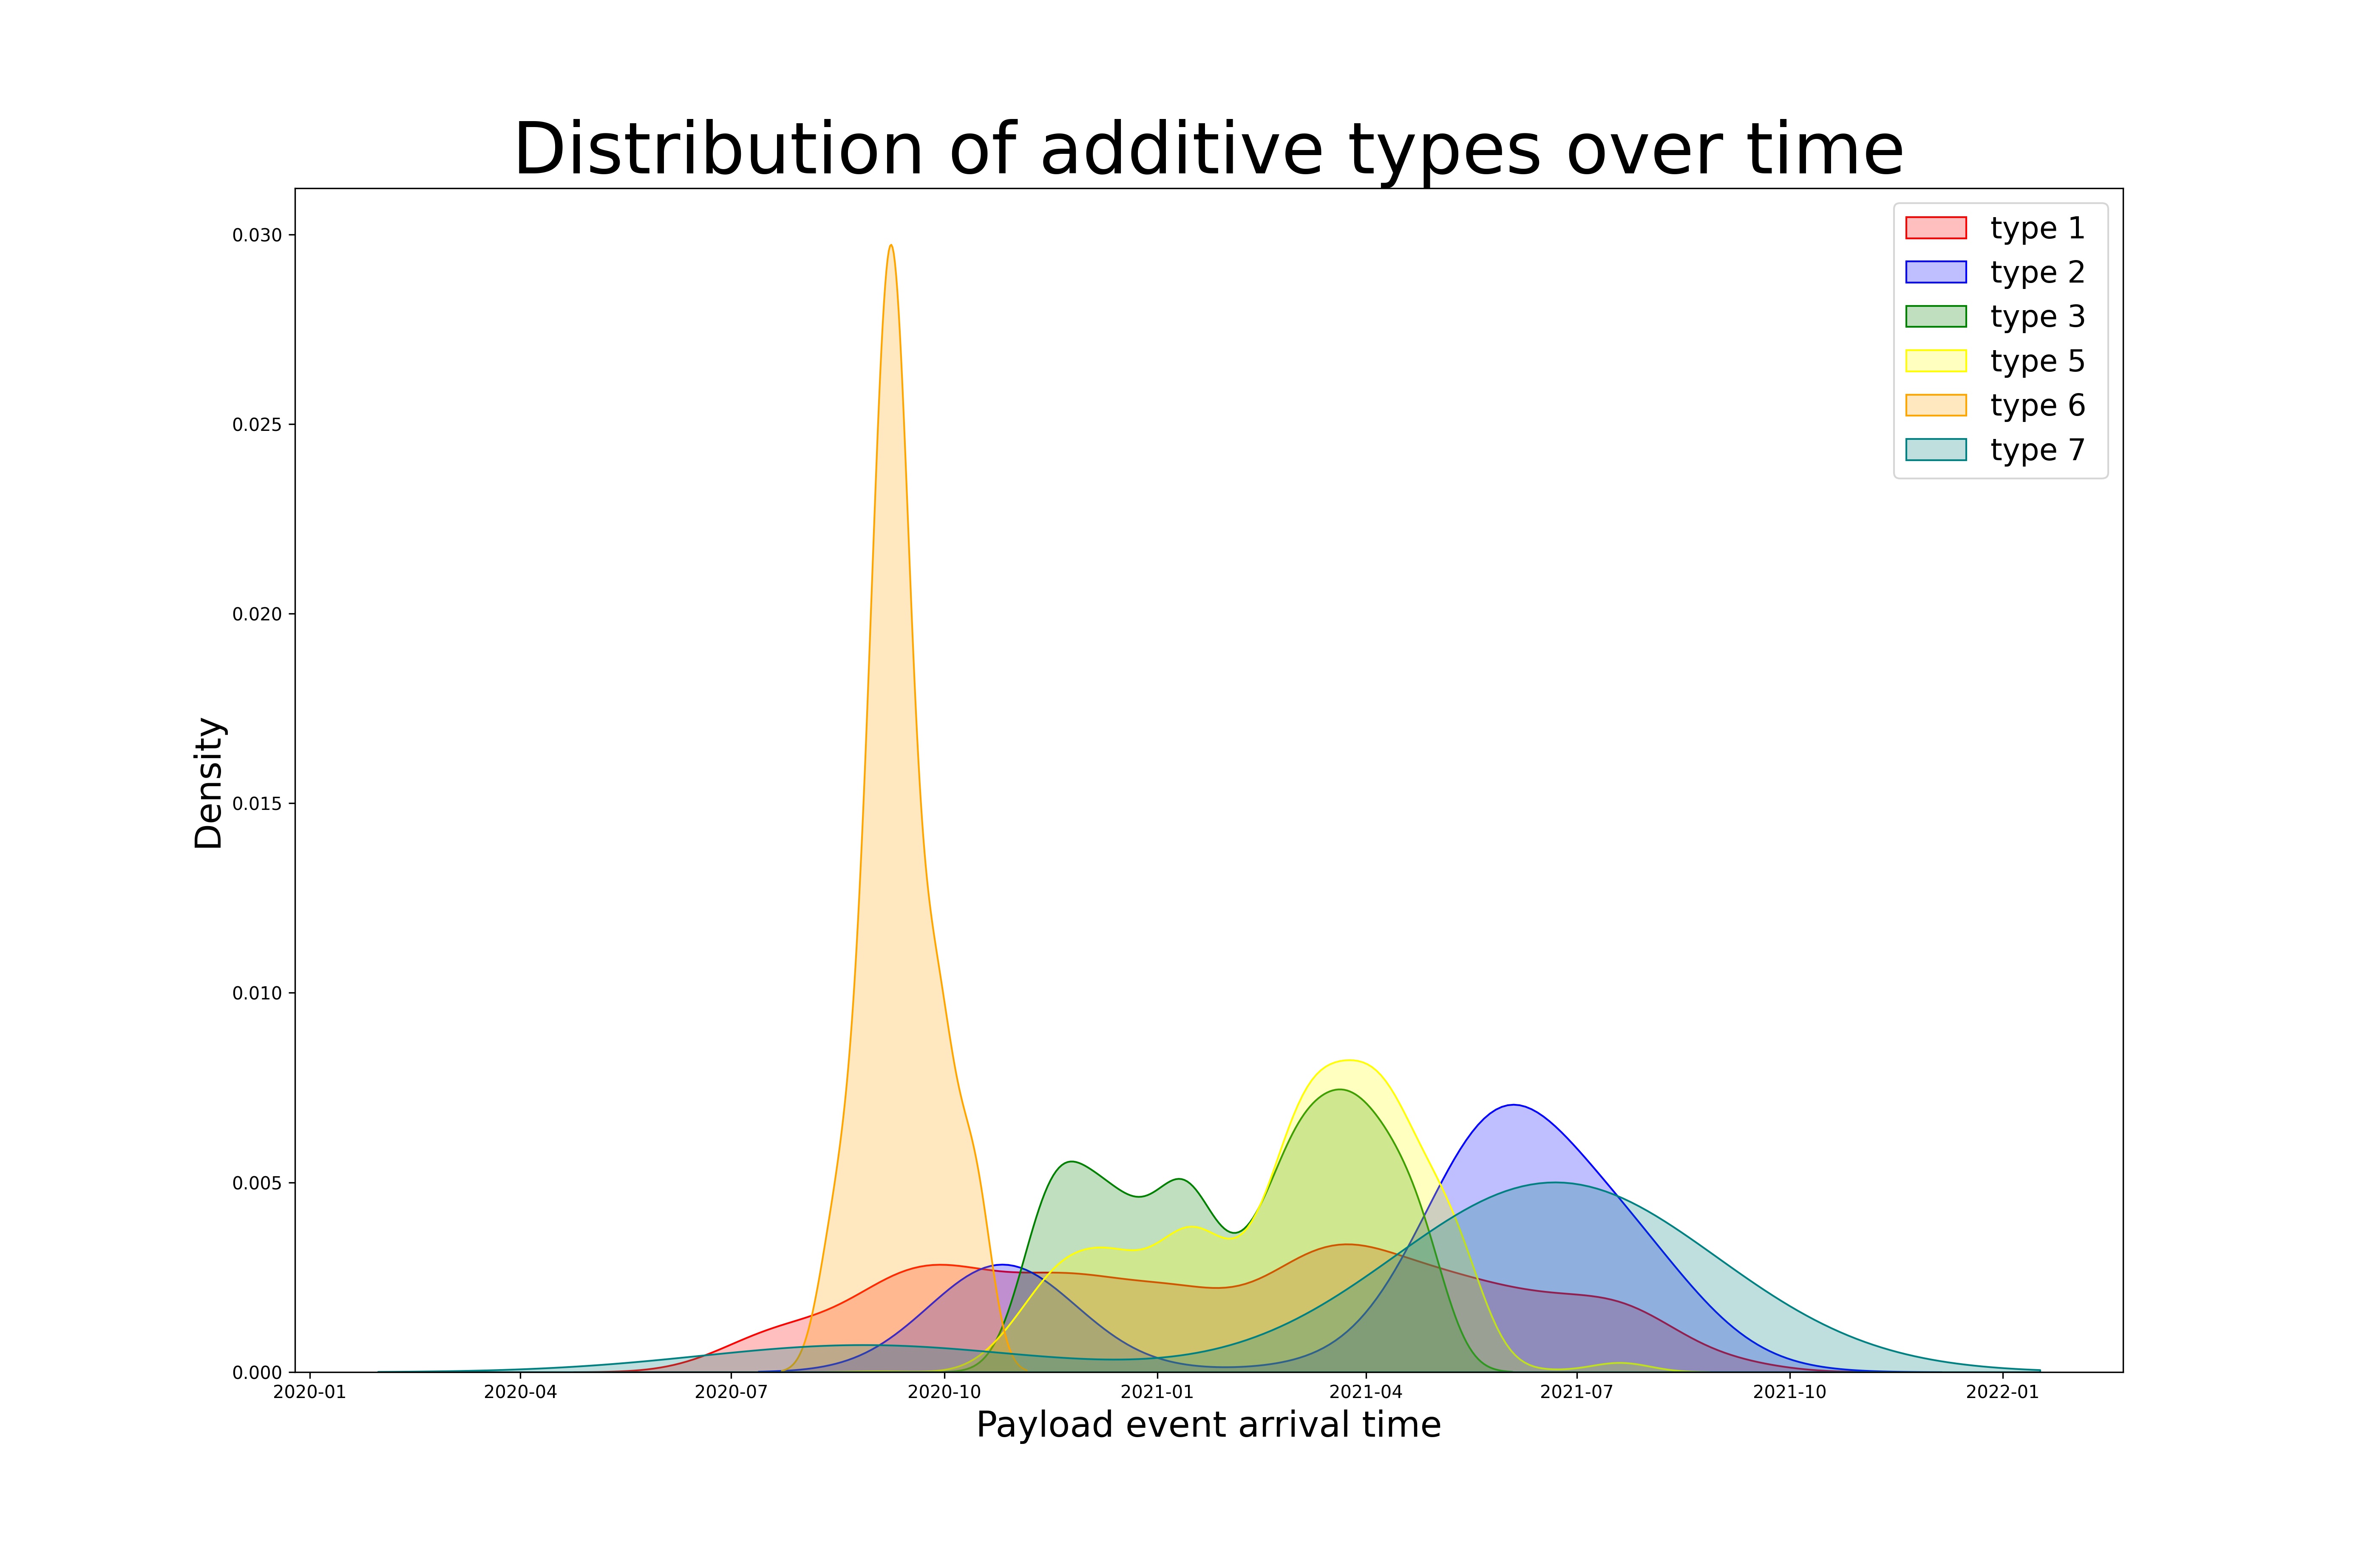 Distribution of additive types over time
type 1
type 2
type 3
type 5
type 6
type 7
0.030
0.025
0.020
0.015
0.010
0.005
0.000
Density
2020-01 2020-04 2020-07 2020-10 2021-01 2021-04 2021-07 2021-10 2022-01
Payload event arrival time